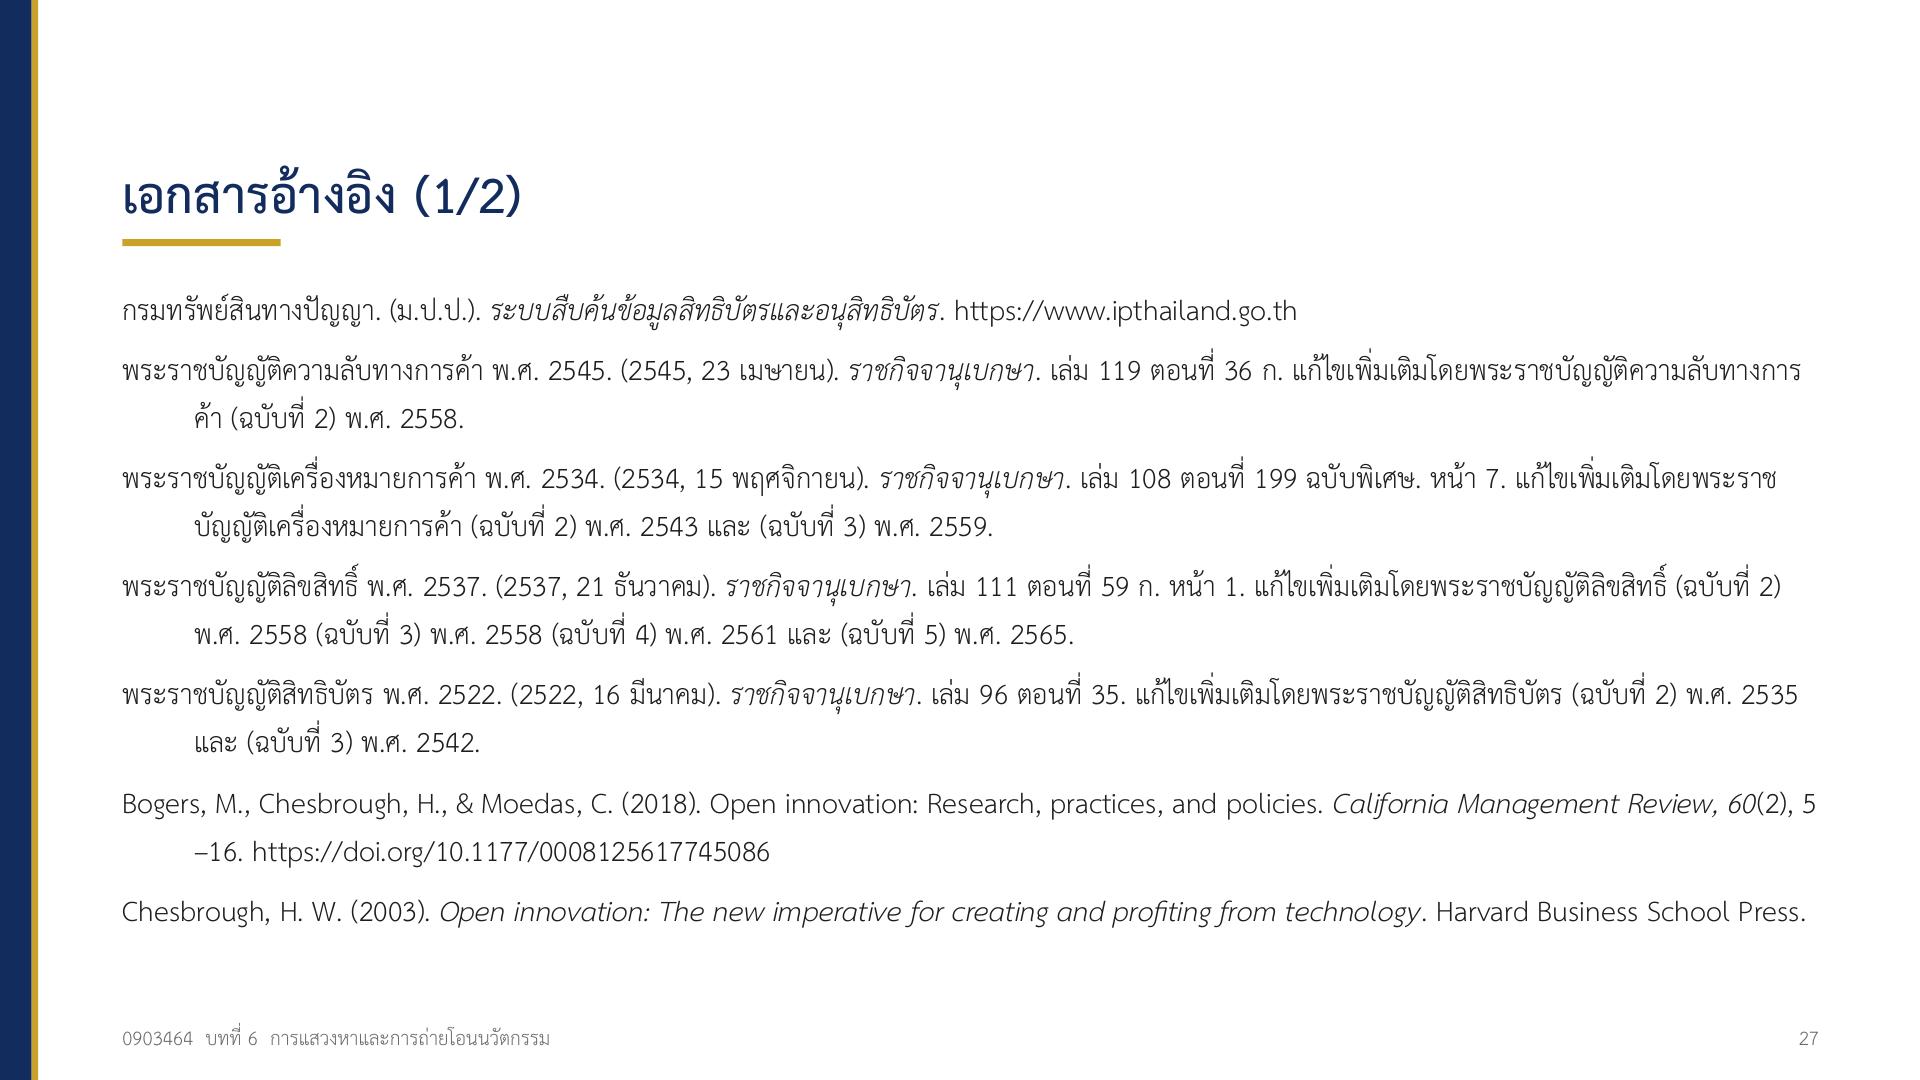 เอกสารอ้างอิง (1/2)
กรมทรัพย์สินทางปัญญา. (ม.ป.ป.). ระบบสืบค้นข้อมูลสิทธิบัตรและอนุสิทธิบัตร. https://www.ipthailand.go.th
พระราชบัญญัติความลับทางการค้า พ.ศ. 2545. (2545, 23 เมษายน). ราชกิจจานุเบกษา. เล่ม 119 ตอนที่ 36 ก. แก้ไขเพิ่มเติมโดยพระราชบัญญัติความลับทางการ
ค้า (ฉบับที่ 2) พ.ศ. 2558.
พระราชบัญญัติเครื่องหมายการค้า พ.ศ. 2534. (2534, 15 พฤศจิกายน). ราชกิจจานุเบกษา. เล่ม 108 ตอนที่ 199 ฉบับพิเศษ. หน้า 7. แก้ไขเพิ่มเติมโดยพระราช
บัญญัติเครื่องหมายการค้า (ฉบับที่ 2) พ.ศ. 2543 และ (ฉบับที่ 3) พ.ศ. 2559.
พระราชบัญญัติลิขสิทธิ์ พ.ศ. 2537. (2537, 21 ธันวาคม). ราชกิจจานุเบกษา. เล่ม 111 ตอนที่ 59 ก. หน้า 1. แก้ไขเพิ่มเติมโดยพระราชบัญญัติลิขสิทธิ์ (ฉบับที่ 2)
พ.ศ. 2558 (ฉบับที่ 3) พ.ศ. 2558 (ฉบับที่ 4) พ.ศ. 2561 และ (ฉบับที่ 5) พ.ศ. 2565.
พระราชบัญญัติสิทธิบัตร พ.ศ. 2522. (2522, 16 มีนาคม). ราชกิจจานุเบกษา. เล่ม 96 ตอนที่ 35. แก้ไขเพิ่มเติมโดยพระราชบัญญัติสิทธิบัตร (ฉบับที่ 2) พ.ศ. 2535
และ (ฉบับที่ 3) พ.ศ. 2542.
Bogers, M., Chesbrough, H., & Moedas, C. (2018). Open innovation: Research, practices, and policies. California Management Review, 60(2), 5
–16. https://doi.org/10.1177/0008125617745086
Chesbrough, H. W. (2003). Open innovation: The new imperative for creating and profiting from technology. Harvard Business School Press.
0903464 บทที่ 6 การแสวงหาและการถ่ายโอนนวัตกรรม
27